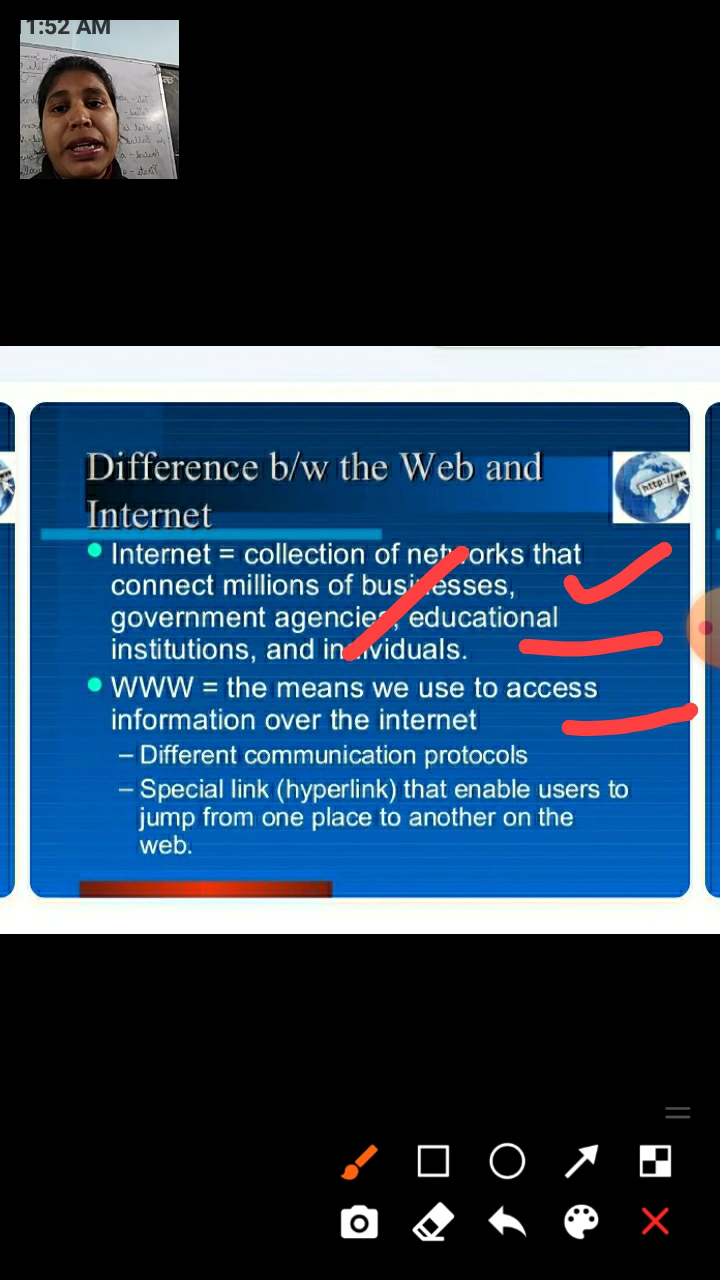 1:52 AM
Difference b/w the Web and
Internet
http://w
• Internet = collection of networks that
connect millions of businesses,
government agencies, educational
institutions, and individuals.
• WWW = the means we use to access
information over the internet
– Different communication protocols
– Special link (hyperlink) that enable users to
jump from one place to another on the
web.